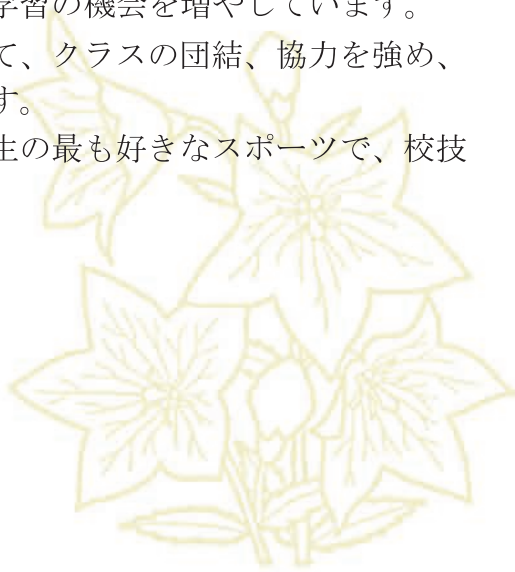 学習の機会を増やしています。
て、クラスの団結、協力を強め、
す。
生の最も好きなスポーツで、校技